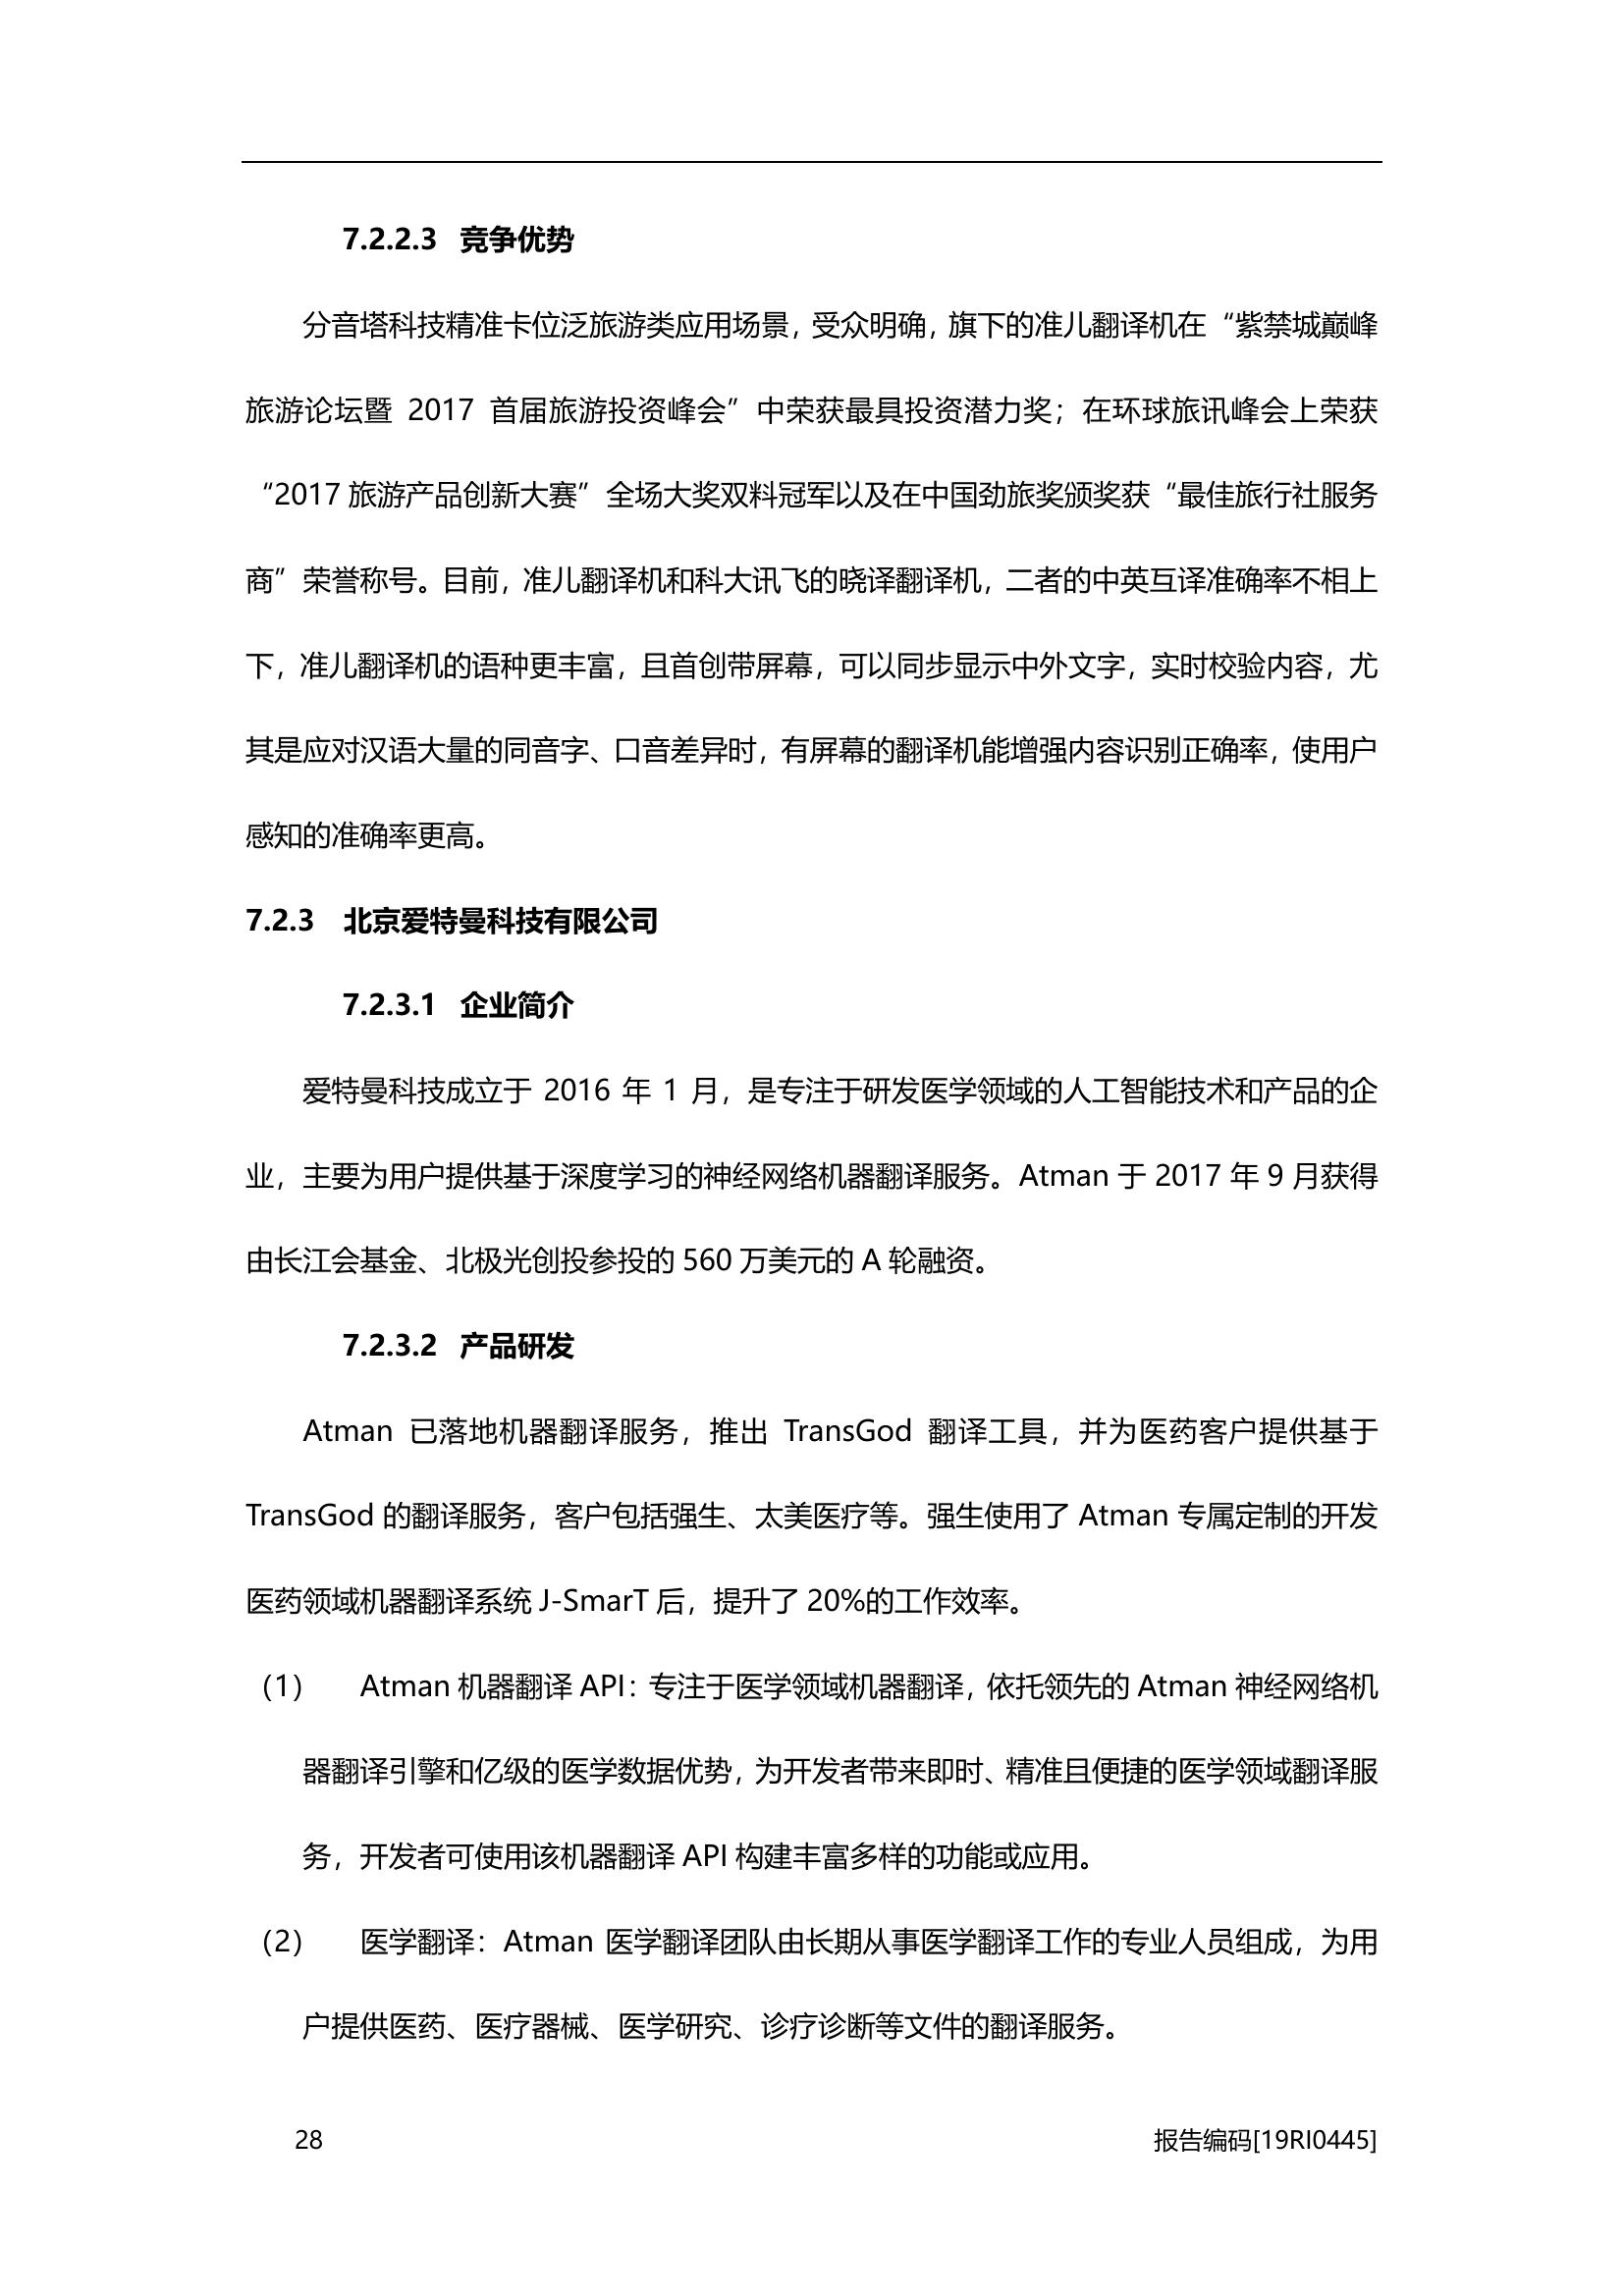 7.2.2.3 竞争优势
分音塔科技精准卡位泛旅游类应用场景，受众明确，旗下的准儿翻译机在“紫禁城巅峰
旅游论坛暨 2017 首届旅游投资峰会”中荣获最具投资潜力奖；在环球旅讯峰会上荣获
“2017 旅游产品创新大赛”全场大奖双料冠军以及在中国劲旅奖颁奖获“最佳旅行社服务
商”荣誉称号。目前，准儿翻译机和科大讯飞的晓译翻译机，二者的中英互译准确率不相上
下，准儿翻译机的语种更丰富，且首创带屏幕，可以同步显示中外文字，实时校验内容，尤
其是应对汉语大量的同音字、口音差异时，有屏幕的翻译机能增强内容识别正确率，使用户
感知的准确率更高。
7.2.3 北京爱特曼科技有限公司
7.2.3.1 企业简介
爱特曼科技成立于 2016 年 1 月，是专注于研发医学领域的人工智能技术和产品的企
业，主要为用户提供基于深度学习的神经网络机器翻译服务。Atman 于 2017 年 9 月获得
由长江会基金、北极光创投参投的 560 万美元的 A 轮融资。
7.2.3.2 产品研发
Atman 已落地机器翻译服务，推出 TransGod 翻译工具，并为医药客户提供基于
TransGod 的翻译服务，客户包括强生、太美医疗等。强生使用了 Atman 专属定制的开发
医药领域机器翻译系统 J-SmarT 后，提升了 20%的工作效率。
（1） Atman 机器翻译 API：专注于医学领域机器翻译，依托领先的 Atman 神经网络机
器翻译引擎和亿级的医学数据优势，为开发者带来即时、精准且便捷的医学领域翻译服
务，开发者可使用该机器翻译 API 构建丰富多样的功能或应用。
（2） 医学翻译：Atman 医学翻译团队由长期从事医学翻译工作的专业人员组成，为用
户提供医药、医疗器械、医学研究、诊疗诊断等文件的翻译服务。
28 报告编码[19RI0445]